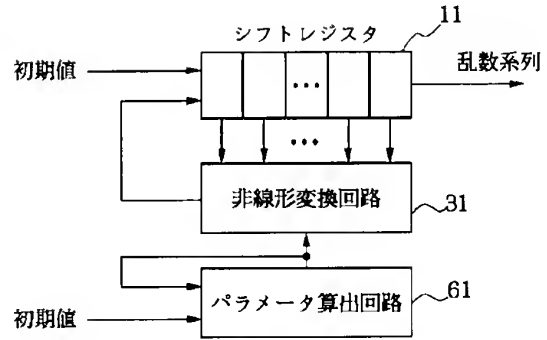 シフトレジスタ
11
初期値
乱数系列
非線形変換回路
31
パラメータ算出回路
61
初期値